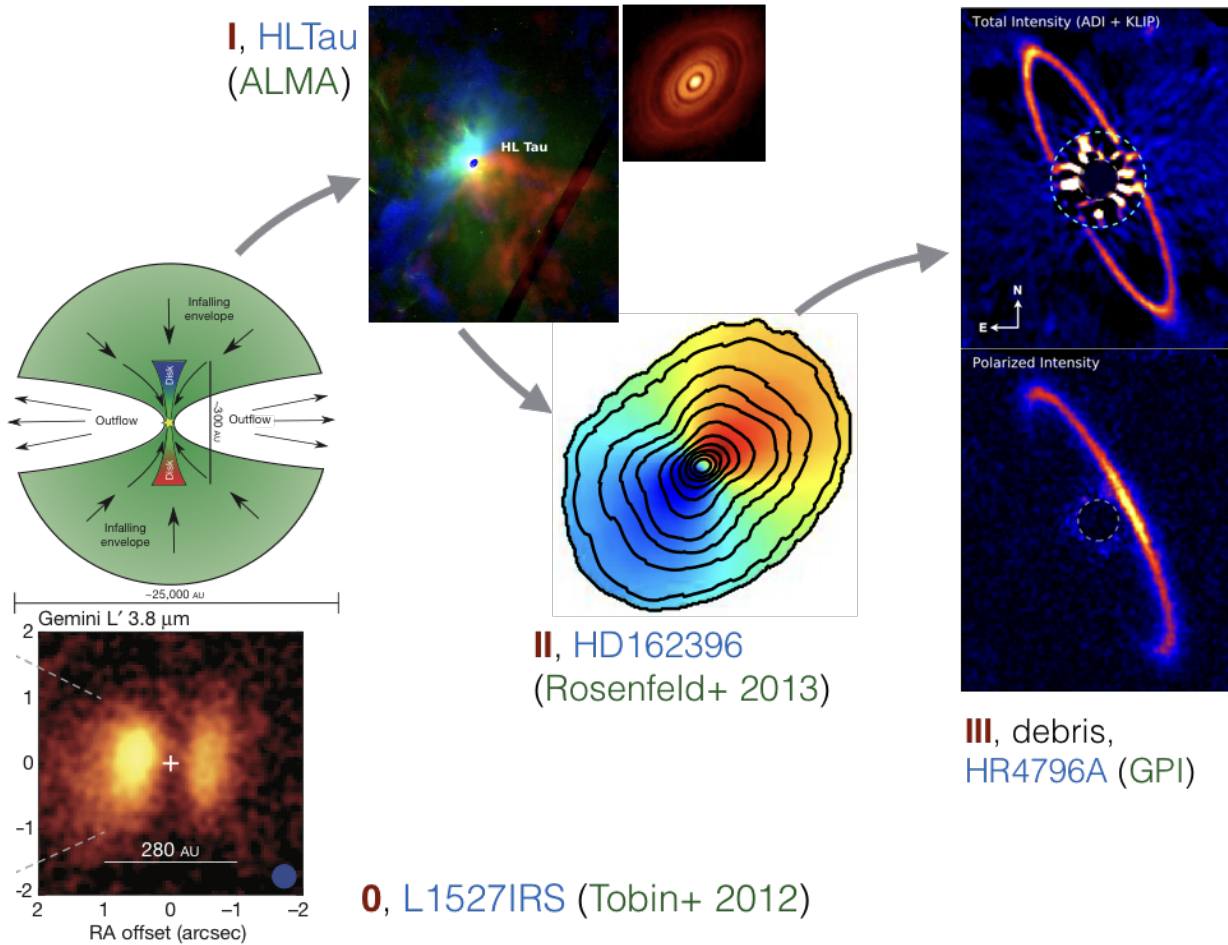 I, HLTau
(ALMA)
HL Tau
Total Intensity (ADI + KLIP)
N
E
Polarized Intensity
Infalling
envelope
Disk
~300 AU
Outflow
Outflow
Disk
Infalling
envelope
~25,000 AU
Gemini L′ 3.8 μm
2
1
0
−1
−2
280 AU
2 1 0 −1 −2
RA offset (arcsec)
II, HD162396
(Rosenfeld+ 2013)
III, debris,
HR4796A (GPI)
0, L1527IRS (Tobin+ 2012)